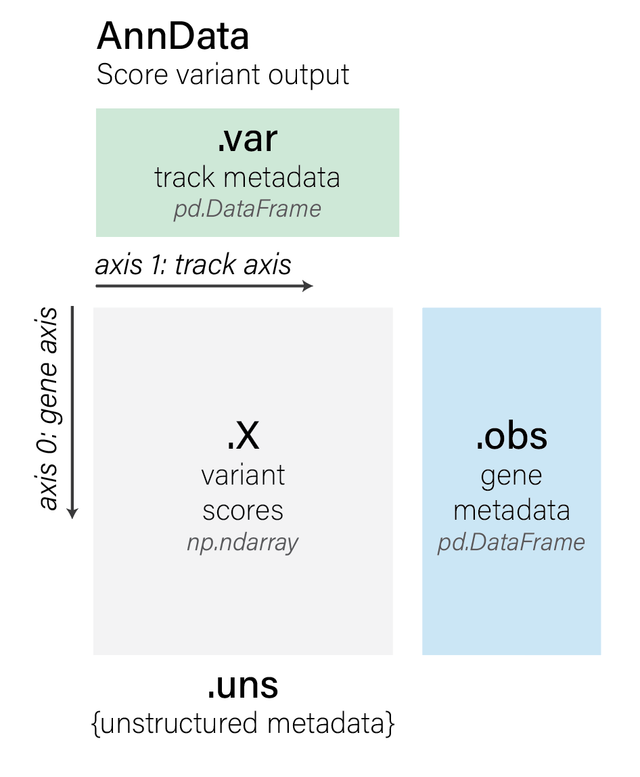 AnnData
Score variant output
.var
track metadata
pd.DataFrame
axis 1: track axis
axis 0: gene axis
.X
variant
scores
np.ndarray
.obs
gene
metadata
pd.DataFrame
.uns
{unstructured metadata}